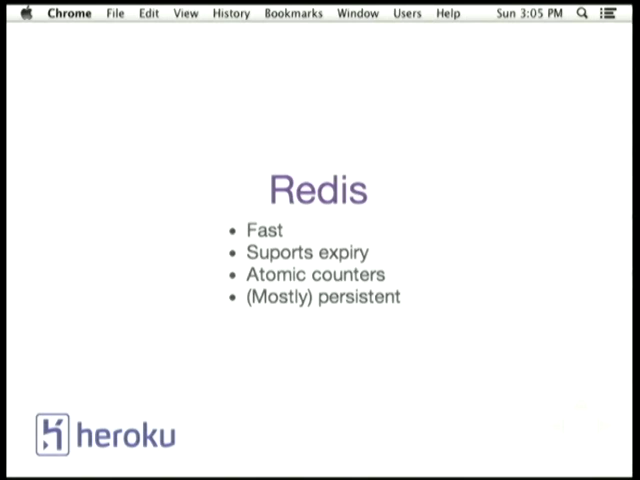 Chrome File Edit View History Bookmarks Window Users Help Sun 3:05 PM
Redis
• Fast
• Suports expiry
• Atomic counters
• (Mostly) persistent
heroku